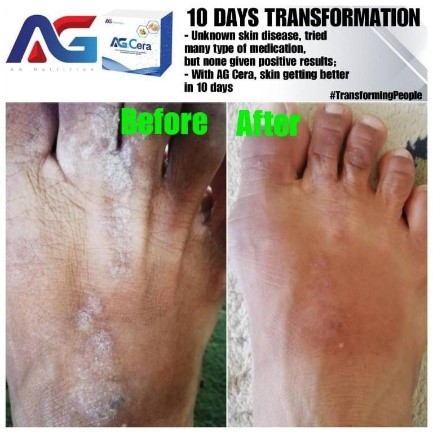 AG
AG Nutrition
AG Cera
10 DAYS TRANSFORMATION
- Unknown skin disease, tried
many type of medication,
but none given positive results;
- With AG Cera, skin getting better
in 10 days
#TransformingPeople
Before After